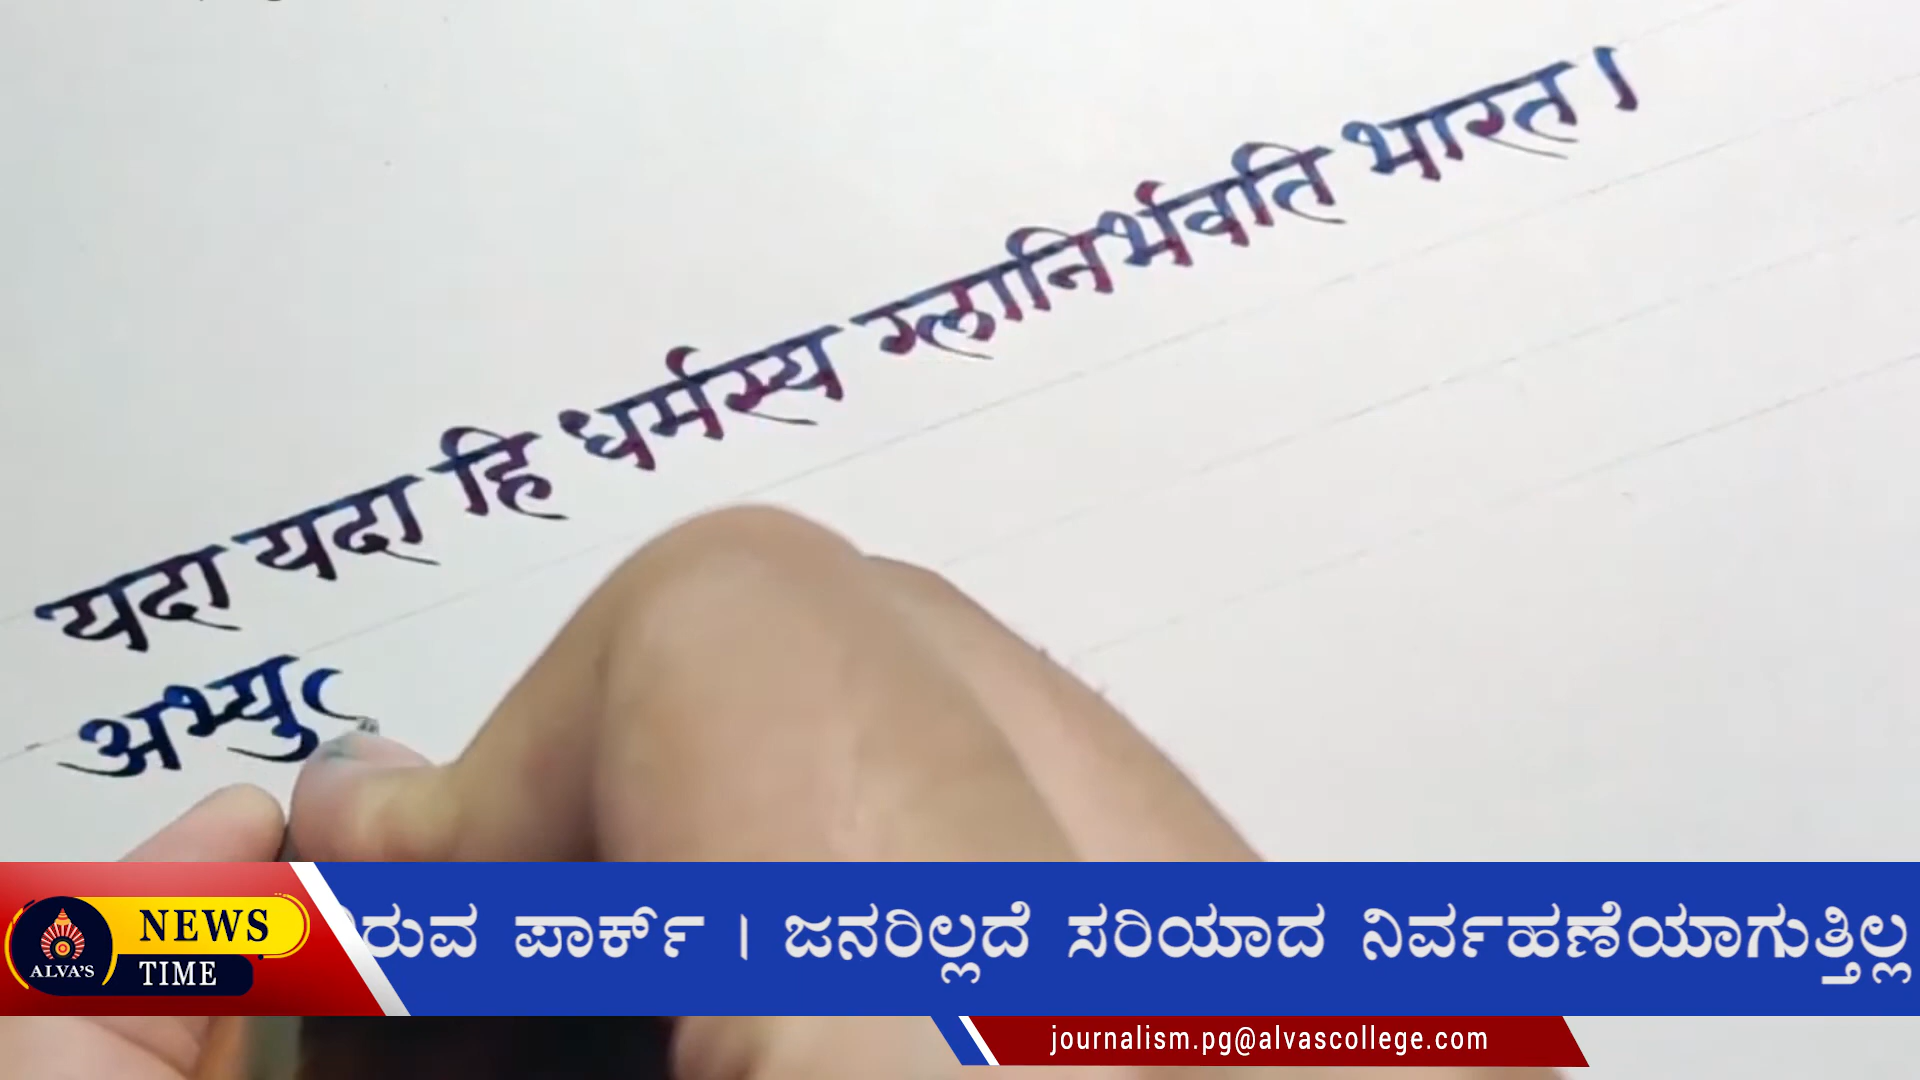 यदा यदा हि धर्मस्य ग्लानिर्भवति भारत ।
अभ्यु
NEWS
TIME
ALVA'S
ಪಾರ್ಕ್ । ಜನರಿಲ್ಲದೆ ಸರಿಯಾದ ನಿರ್ವಹಣೆಯಾಗುತ್ತಿಲ್ಲ
journalism.pg@alvascollege.com